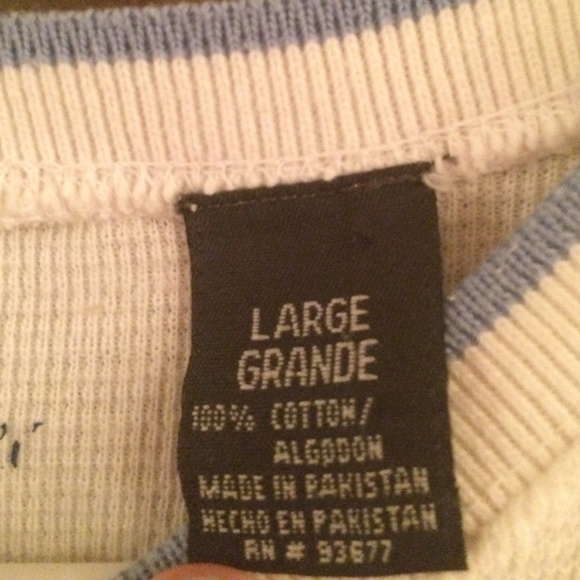 LARGE
GRANDE
100% COTTON/
ALGODON
MADE IN PAKISTAN
HECHO EN PAKISTAN
RN # 93677